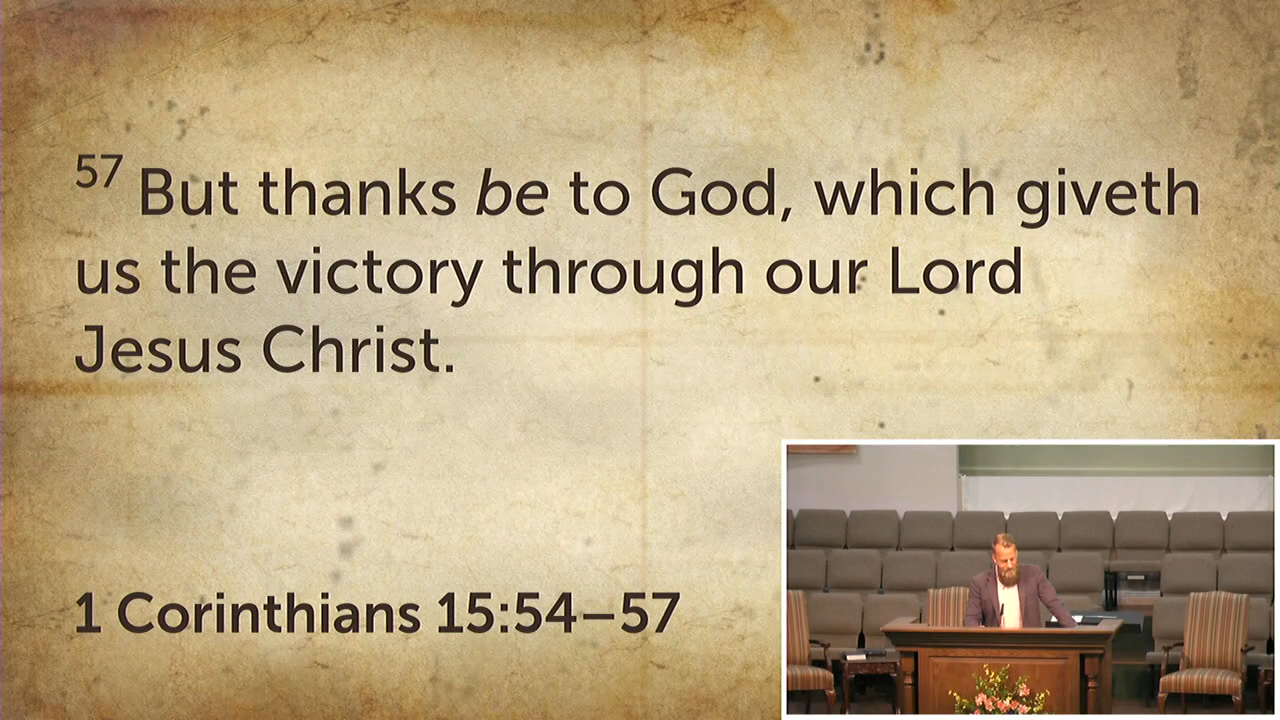 57 But thanks be to God, which giveth
us the victory through our Lord
Jesus Christ.
1 Corinthians 15:54–57